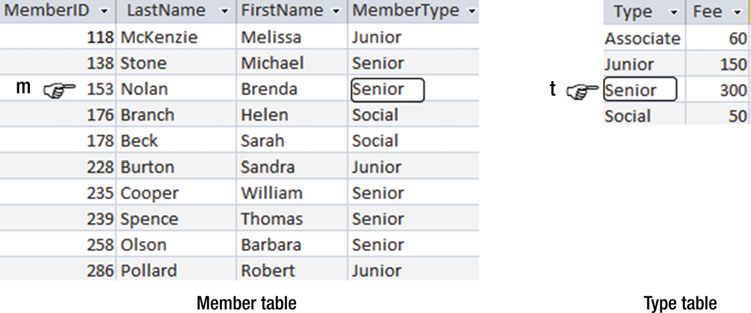 MemberID LastName FirstName MemberType
118 McKenzie Melissa Junior
138 Stone Michael Senior
m 153 Nolan Brenda Senior
176 Branch Helen Social
178 Beck Sarah Social
228 Burton Sandra Junior
235 Cooper William Senior
239 Spence Thomas Senior
258 Olson Barbara Senior
286 Pollard Robert Junior
Member table
Type Fee
Associate 60
Junior 150
t Senior 300
Social 50
Type table